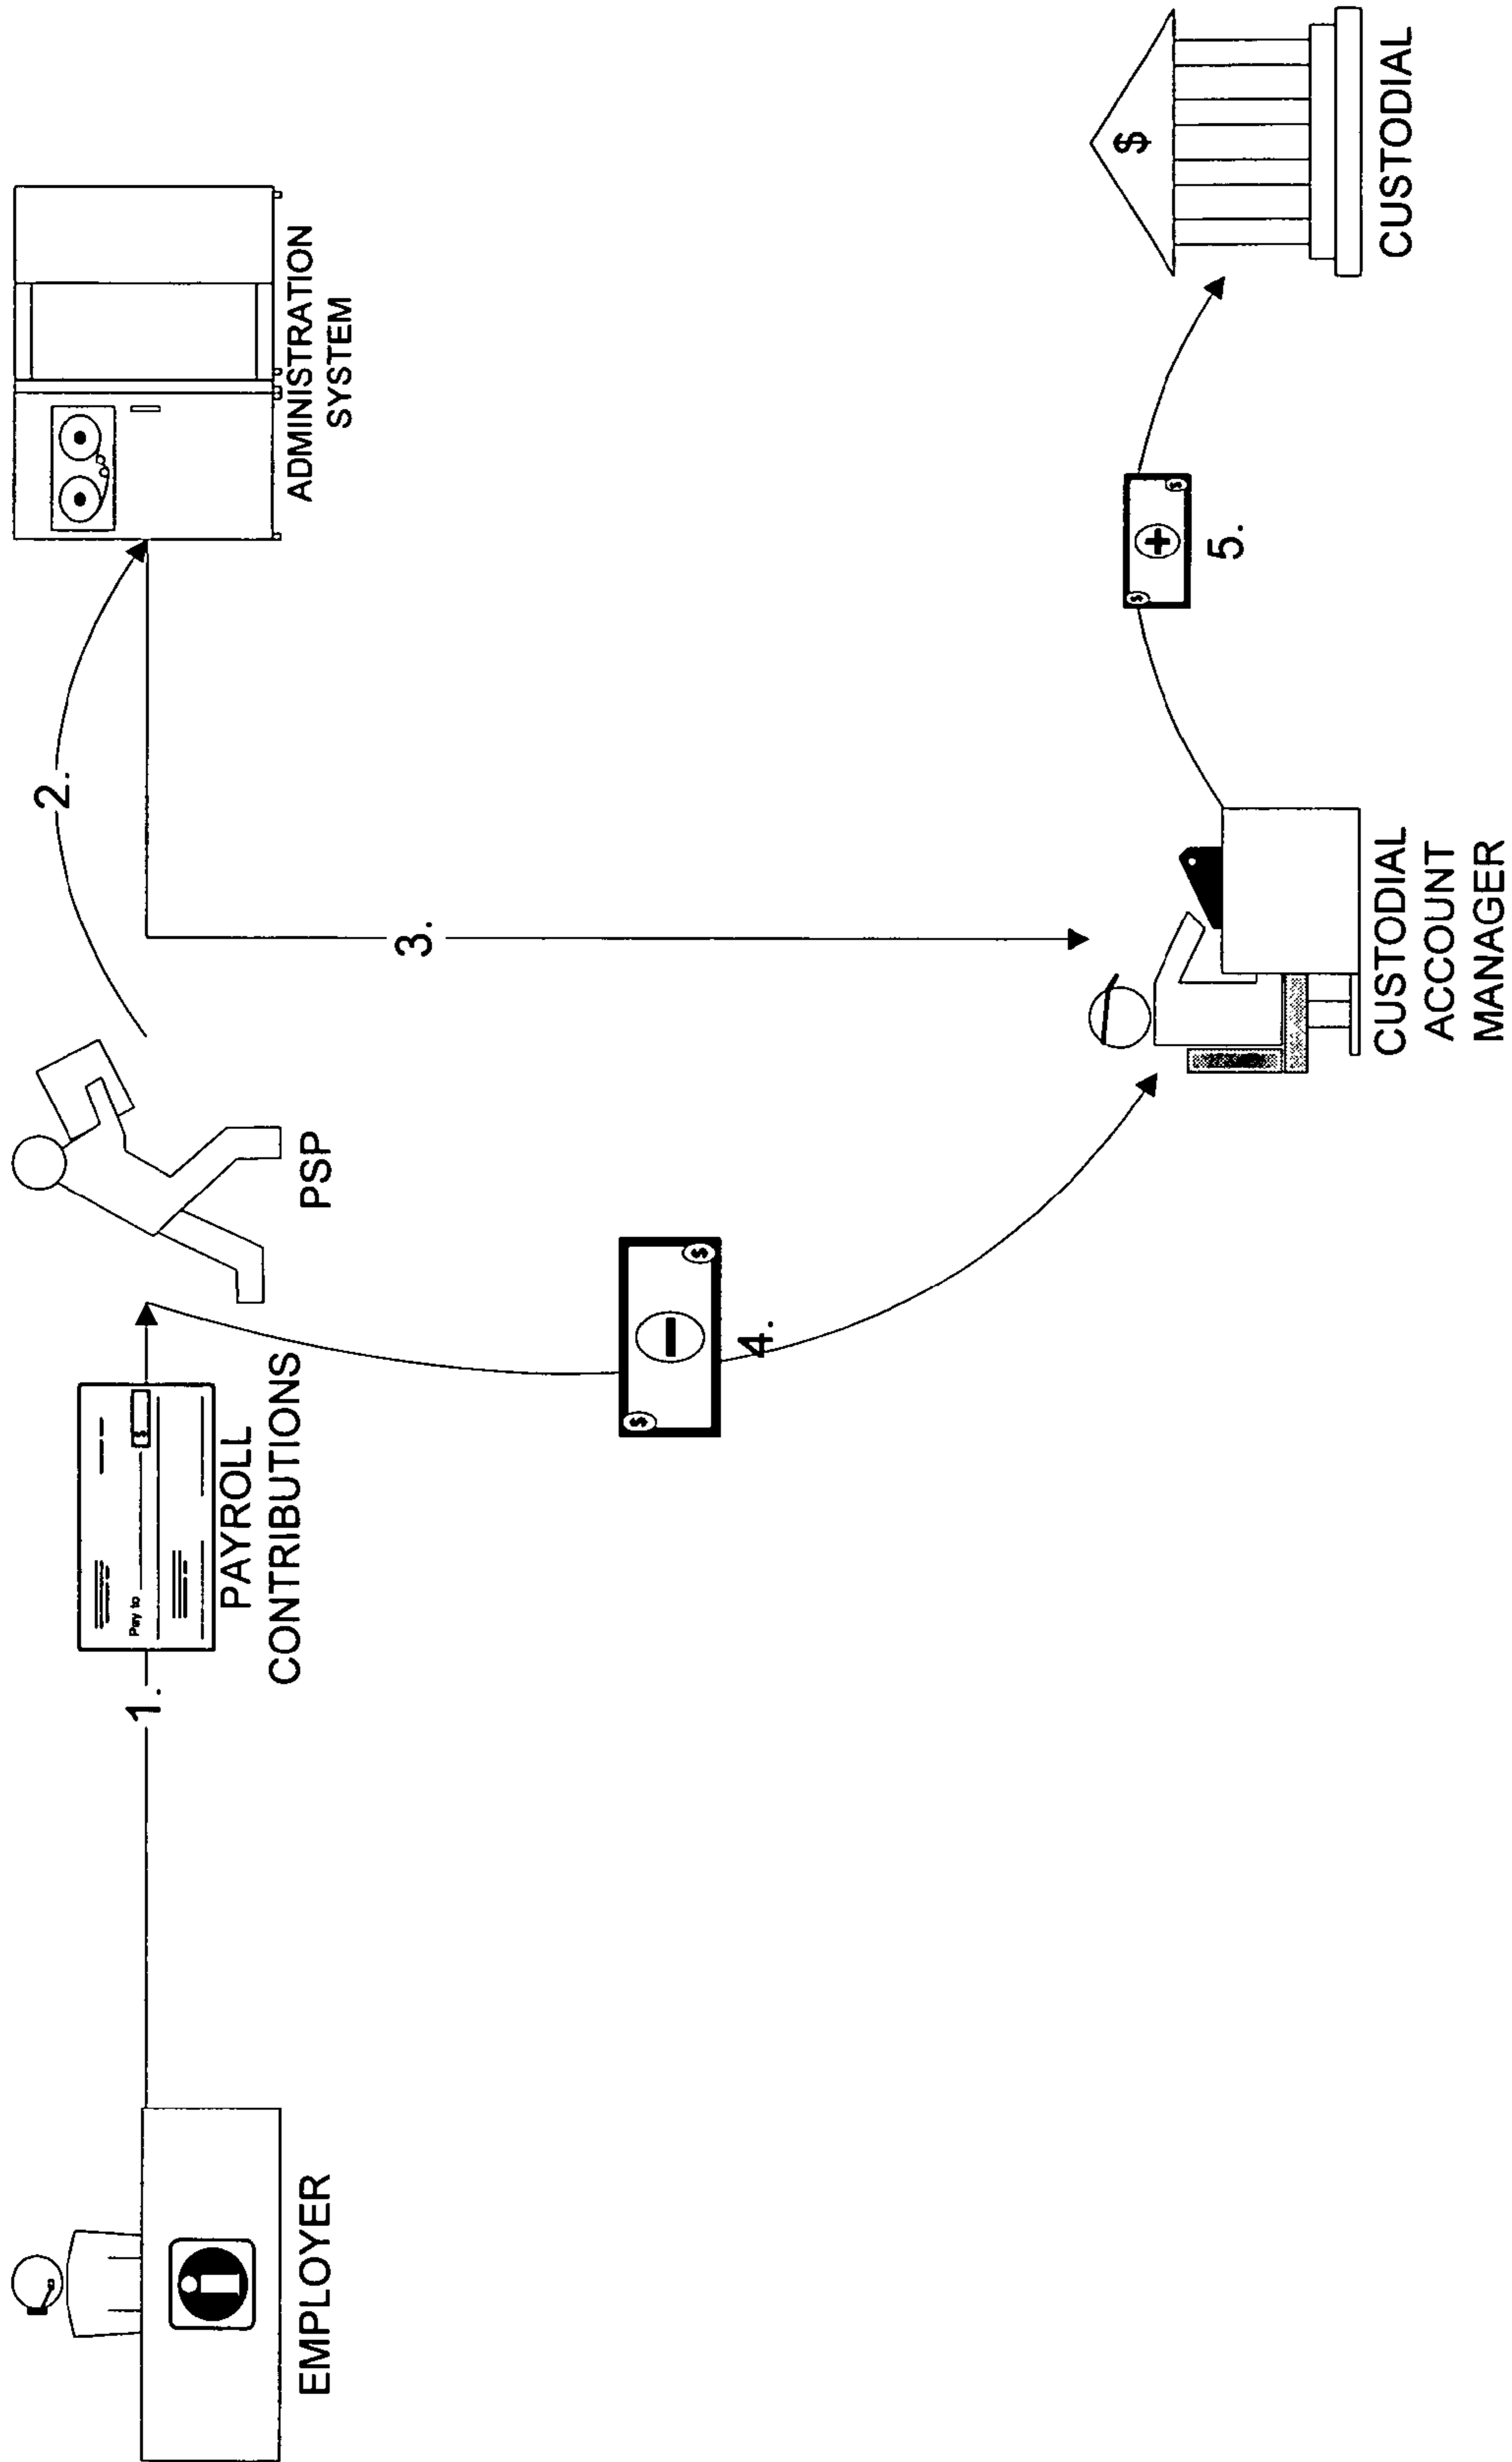 EMPLOYER
1.
Pay to
$
PAYROLL
CONTRIBUTIONS
PSP
2.
ADMINISTRATION
SYSTEM
3.
$
$
4.
$
$
5.
CUSTODIAL
ACCOUNT
MANAGER
$
CUSTODIAL